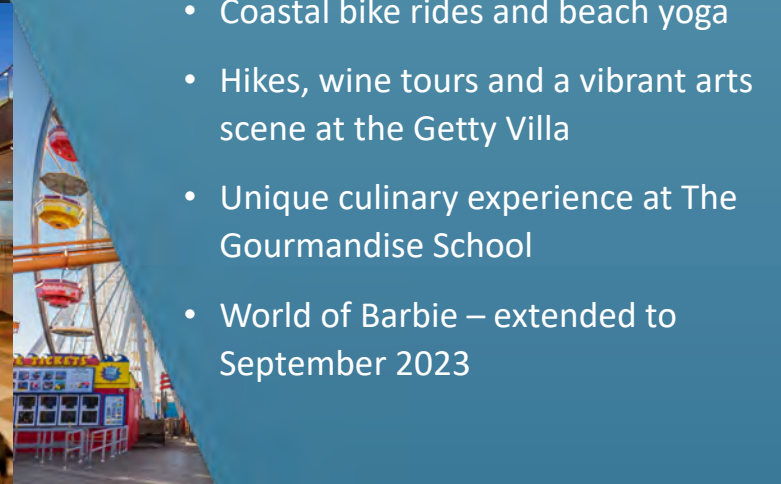 • Coastal bike rides and beach yoga
• Hikes, wine tours and a vibrant arts
scene at the Getty Villa
• Unique culinary experience at The
Gourmandise School
• World of Barbie – extended to
September 2023
TICKETS